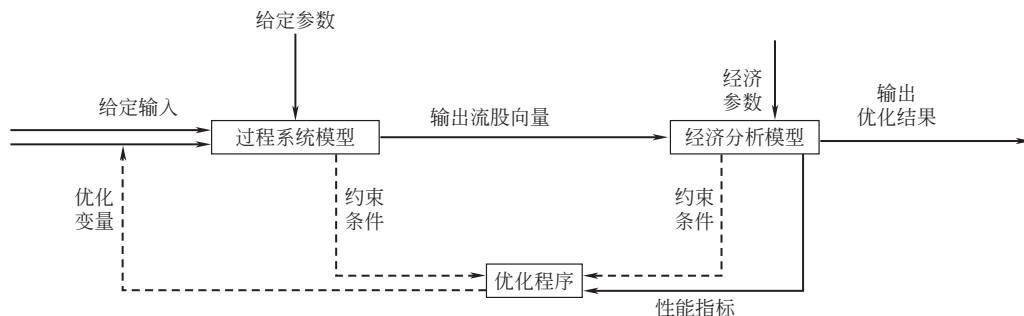 给定参数
给定输入
过程系统模型
输出流股向量
经济
参数
经济分析模型
输出
优化结果
优化
变量
约束
条件
约束
条件
优化程序
性能指标